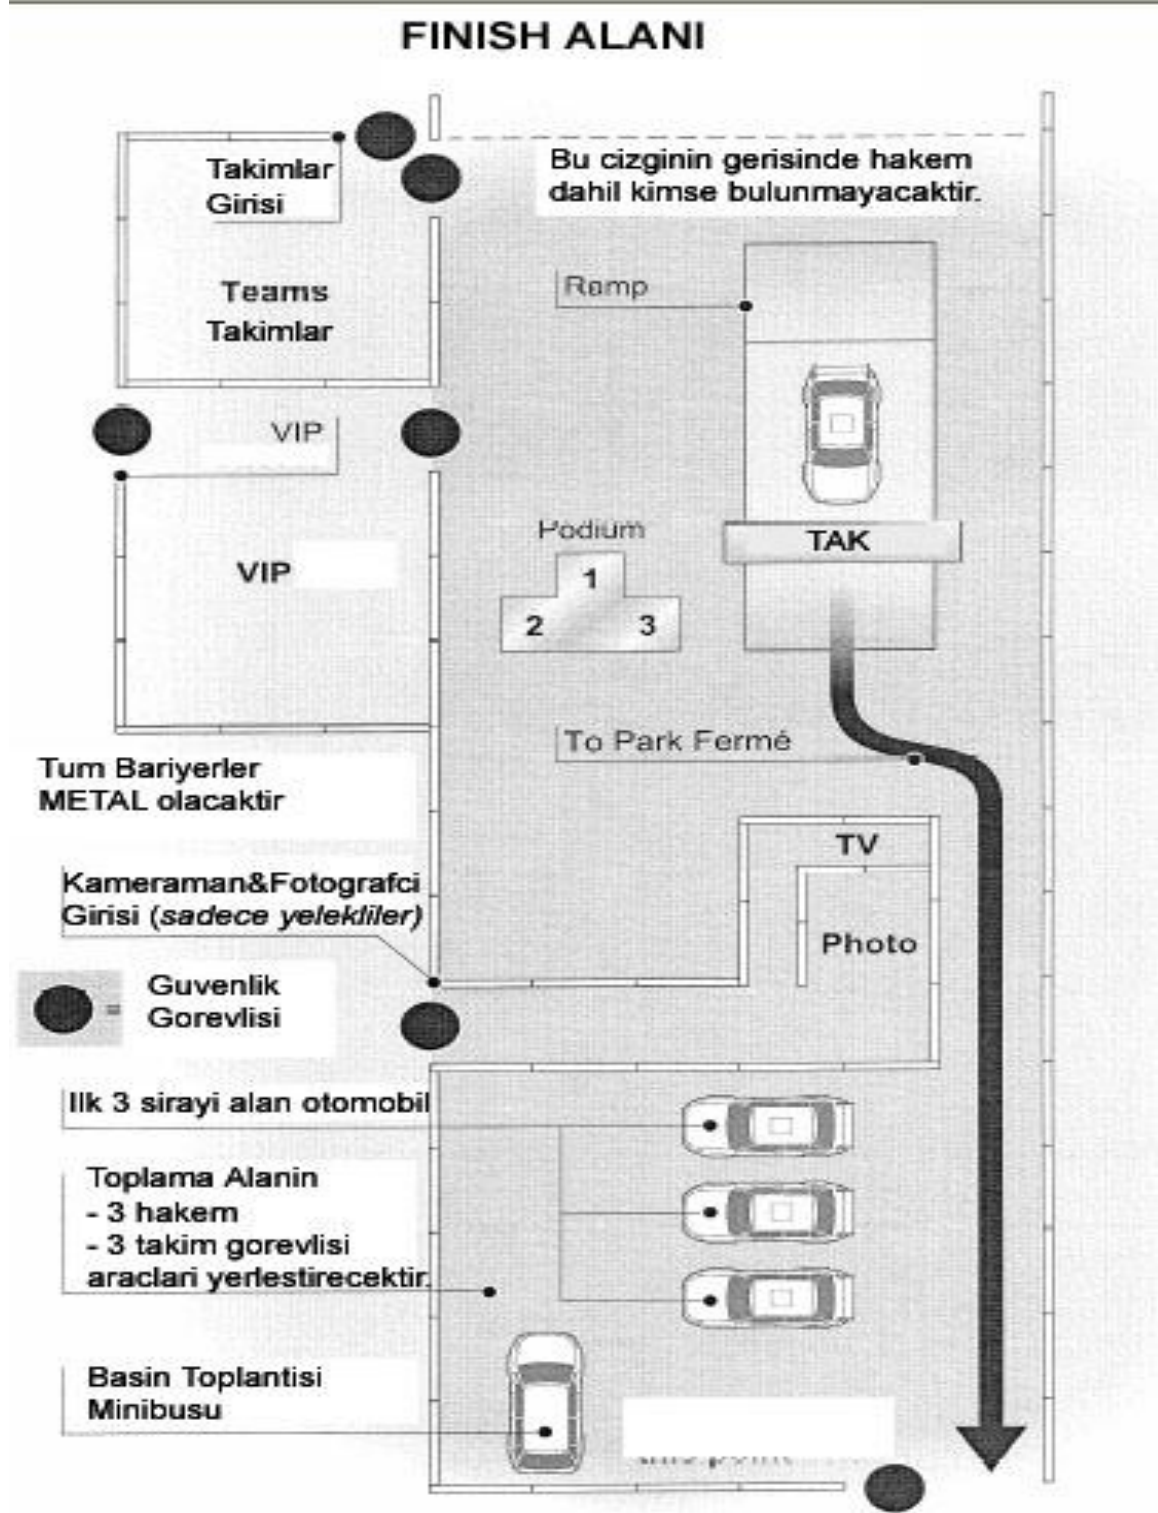 FINISH ALANI
Takimlar
Girisi
Bu cizginin gerisinde hakem
dahil kimse bulunmayacaktir.
Teams
Takimlar
Ramp
VIP
VIP
Podium
1
2
3
TAK
To Park Fermé
Tum Bariyerler
METAL olacaktir
TV
Photo
Kameraman&Fotografci
Girisi (sadece yelekliler)
= Guvenlik
Gorevlisi
Ilk 3 sirayi alan otomobil
Toplama Alanin
- 3 hakem
- 3 takim gorevlisi
araclari yerlestirecektir.
Basin Toplantisi
Minibusu